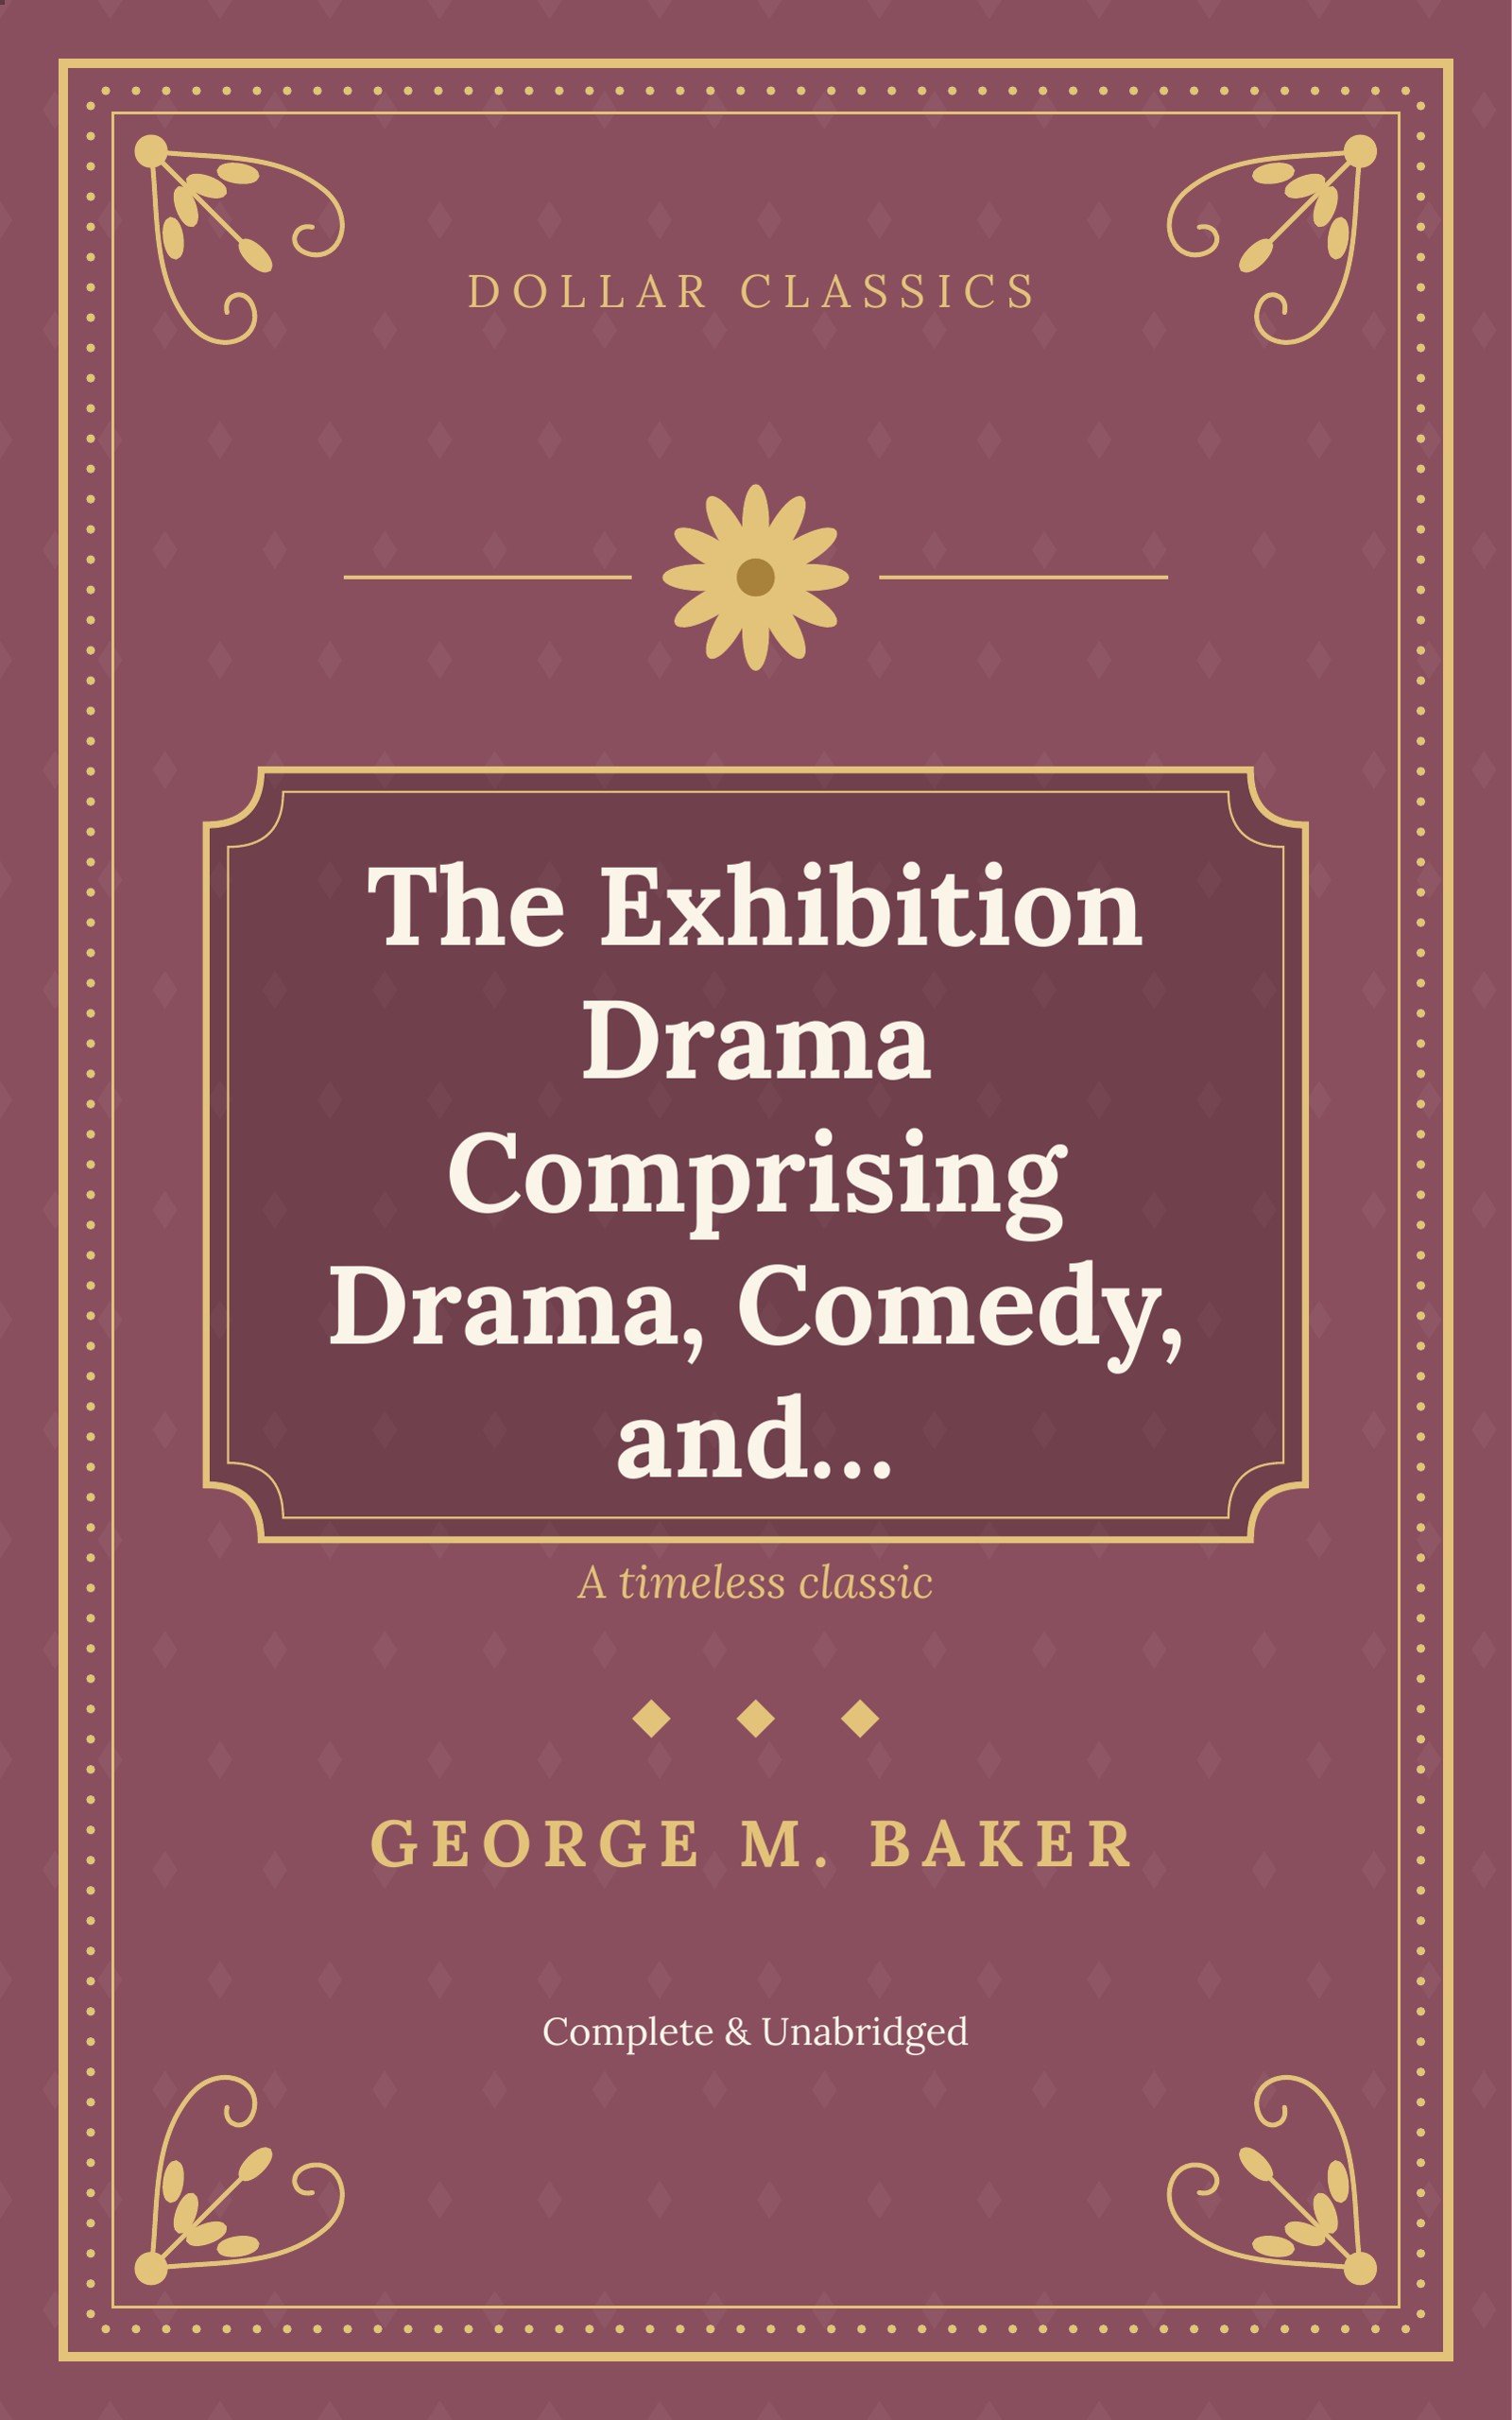 DOLLAR CLASSICS
The Exhibition
Drama
Comprising
Drama, Comedy,
and...
A timeless classic
GEORGE M. BAKER
Complete & Unabridged